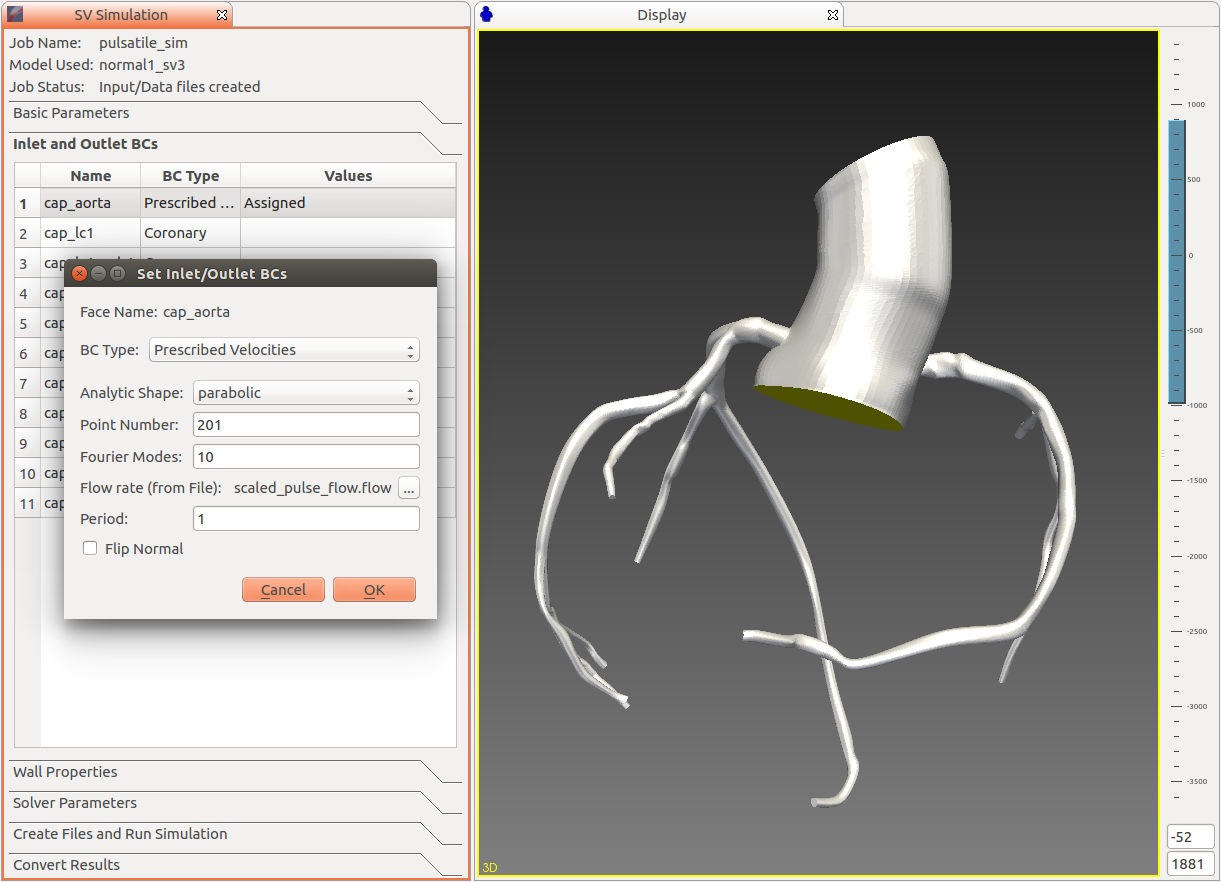 SV Simulation
Job Name: pulsatile_sim
Model Used: normal1_sv3
Job Status: Input/Data files created
Basic Parameters
Inlet and Outlet BCs
Name BC Type Values
1 cap_aorta Prescribed ... Assigned
2 cap_lc1 Coronary
3 cap
4 cap
5 cap
6 cap
7 cap
8 cap
9 cap
10 cap
11 cap
Set Inlet/Outlet BCs
Face Name: cap_aorta
BC Type: Prescribed Velocities
Analytic Shape: parabolic
Point Number: 201
Fourier Modes: 10
Flow rate (from File): scaled_pulse_flow.flow ...
Period: 1
Flip Normal
Cancel OK
Wall Properties
Solver Parameters
Create Files and Run Simulation
Convert Results
Display
3D
1000
500
0
-500
-1000
-1500
-2000
-2500
-3000
-3500
-52
1881